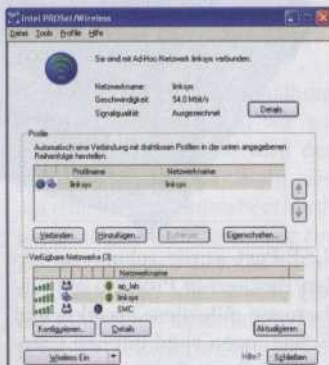 Intel PROSet/Wireless
Datei Tools Profile Hilfe
Sie sind mit Ad-Hoc Netzwerk linksys verbunden.
Netzwerkname: linksys
Geschwindigkeit: 54.0 Mbit/s
Signalqualität: Ausgezeichnet
Details
Profile
Automatisch eine Verbindung mit drahtlosen Profilen in der unten angegebenen Reihenfolge herstellen.
Profilname Netzwerkname
linksys linksys
Verbinden Hinzufügen... Entfernen Eigenschaften...
Verfügbare Netzwerke (3)
Netzwerkname
ap_lab
linksys
SMC
Konfigurieren... Details Aktualisieren
Wireless Ein Hilfe? Schließen